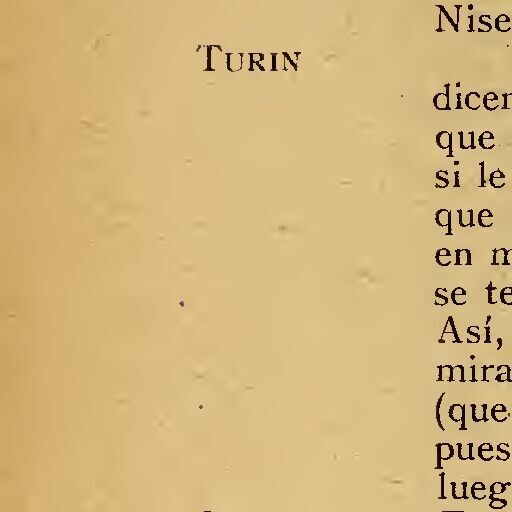 Nise
TURIN
dicen
que
si le
que
en m
se te
Así,
mira
(que
pues
lueg